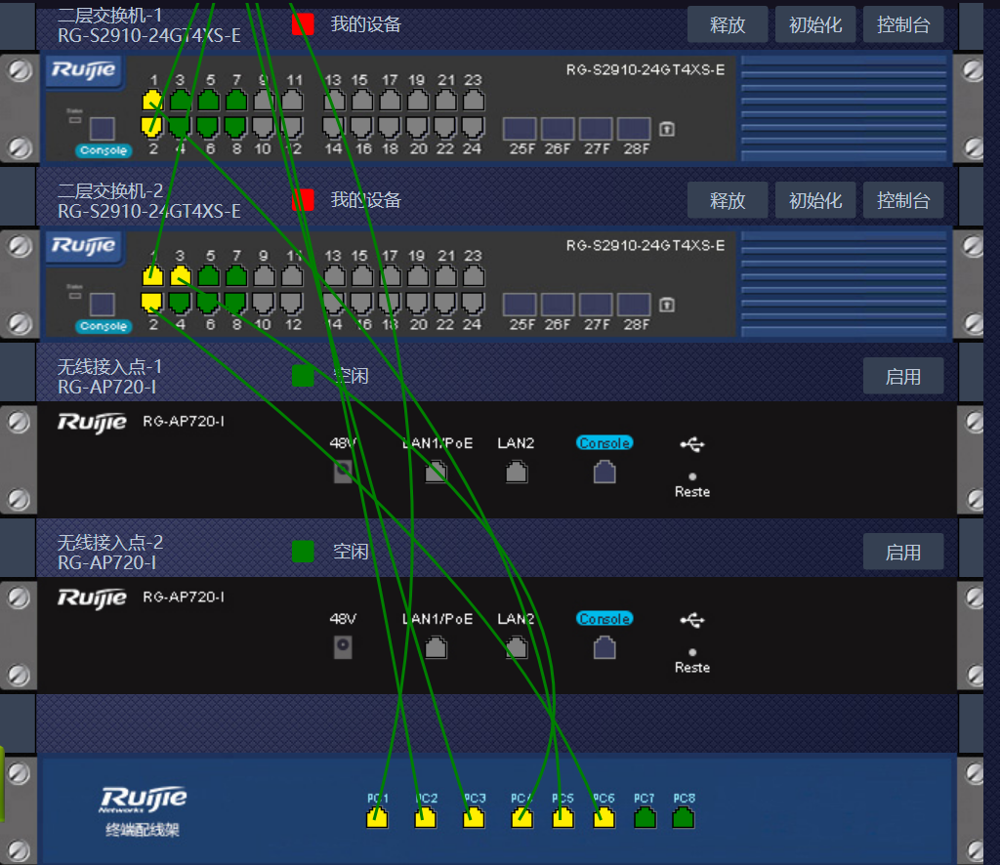 二层交换机-1
RG-S2910-24GT4XS-E
我的设备
释放 初始化 控制台
Ruijie
RG-S2910-24GT4XS-E
1 3 5 7 9 11 13 15 17 19 21 23
Console
2 4 6 8 10 12 14 16 18 20 22 24 25F 26F 27F 28F
二层交换机-2
RG-S2910-24GT4XS-E
我的设备
释放 初始化 控制台
Ruijie
RG-S2910-24GT4XS-E
1 3 5 7 9 11 13 15 17 19 21 23
Console
2 4 6 8 10 12 14 16 18 20 22 24 25F 26F 27F 28F
无线接入点-1
RG-AP720-I
空闲
启用
Ruijie RG-AP720-I
48V LAN1/PoE LAN2 Console
Reste
无线接入点-2
RG-AP720-I
空闲
启用
Ruijie RG-AP720-I
48V LAN1/PoE LAN2 Console
Reste
Ruijie
Networks
终端配线架
PC1 PC2 PC3 PC4 PC5 PC6 PC7 PC8